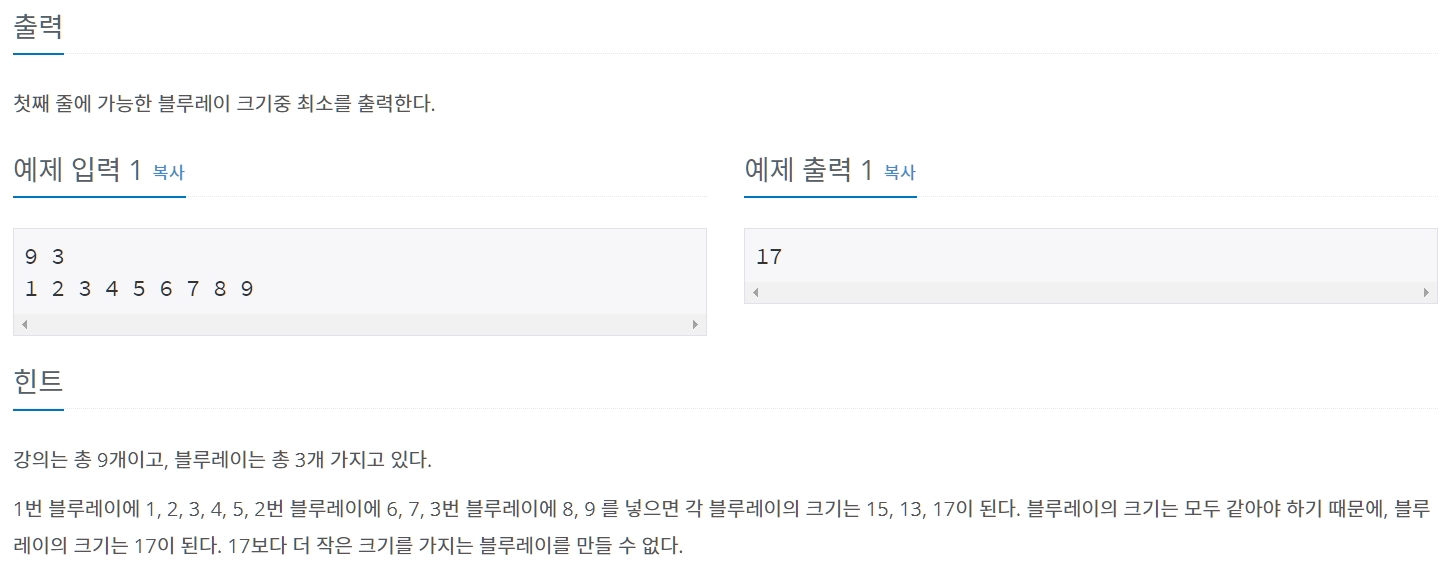 출력
첫째 줄에 가능한 블루레이 크기중 최소를 출력한다.
예제 입력 1 복사
9 3
1 2 3 4 5 6 7 8 9
예제 출력 1 복사
17
힌트
강의는 총 9개이고, 블루레이는 총 3개 가지고 있다.
1번 블루레이에 1, 2, 3, 4, 5, 2번 블루레이에 6, 7, 3번 블루레이에 8, 9 를 넣으면 각 블루레이의 크기는 15, 13, 17이 된다. 블루레이의 크기는 모두 같아야 하기 때문에, 블루
레이의 크기는 17이 된다. 17보다 더 작은 크기를 가지는 블루레이를 만들 수 없다.